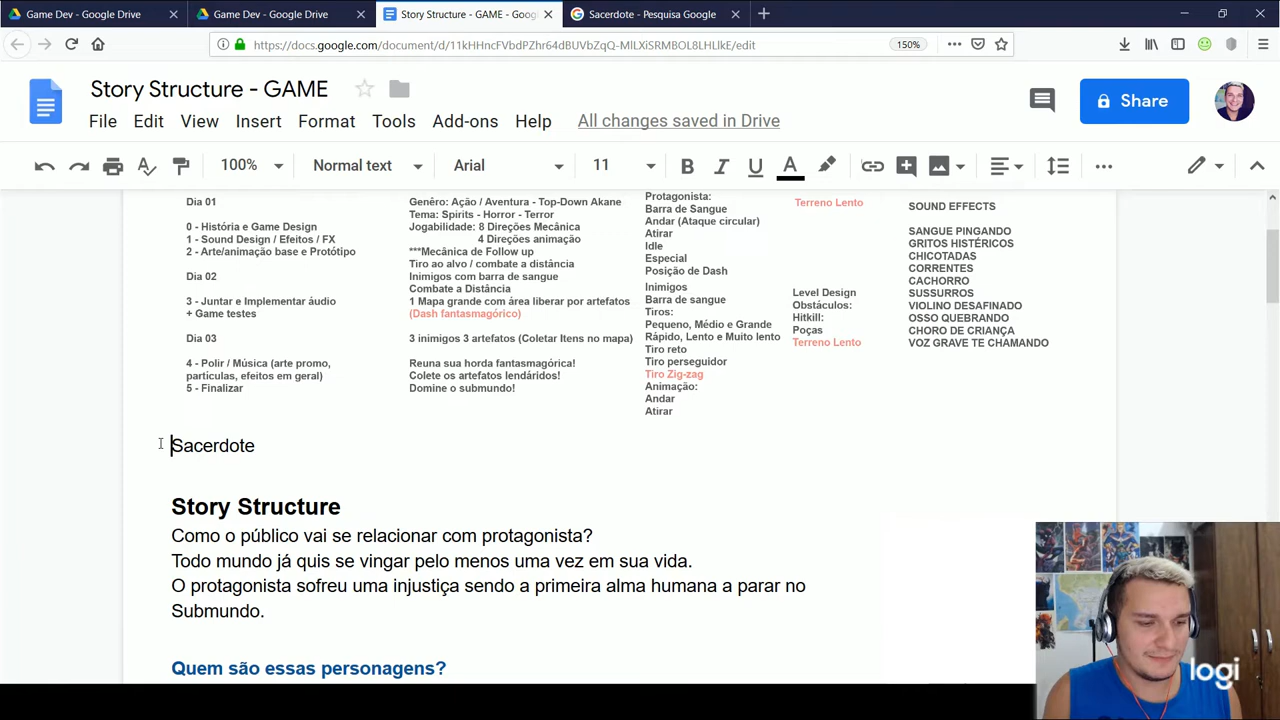 Game Dev - Google Drive
Game Dev - Google Drive
Story Structure - GAME - Goog
Sacerdote - Pesquisa Google
https://docs.google.com/document/d/11kHHncFVbdPZhr64dBUVbZqQ-MlLXiSRMBOL8LHLIkE/edit
150%
Story Structure - GAME
File Edit View Insert Format Tools Add-ons Help All changes saved in Drive
Share
100% Normal text Arial 11 B I U A
Dia 01
0 - História e Game Design
1 - Sound Design / Efeitos / FX
2 - Arte/animação base e Protótipo
Dia 02
3 - Juntar e Implementar áudio
+ Game testes
Dia 03
4 - Polir / Música (arte promo,
partículas, efeitos em geral)
5 - Finalizar
Genêro: Ação / Aventura - Top-Down Akane
Tema: Spirits - Horror - Terror
Jogabilidade: 8 Direções Mecânica
4 Direções animação
***Mecânica de Follow up
Tiro ao alvo / combate a distância
Inimigos com barra de sangue
Combate a Distância
1 Mapa grande com área liberar por artefatos
(Dash fantasmagórico)
3 inimigos 3 artefatos (Coletar Itens no mapa)
Reuna sua horda fantasmagórica!
Colete os artefatos lendáridos!
Domine o submundo!
Protagonista:
Barra de Sangue
Andar (Ataque circular)
Atirar
Idle
Especial
Posição de Dash
Inimigos
Barra de sangue
Tiros:
Pequeno, Médio e Grande
Rápido, Lento e Muito lento
Tiro reto
Tiro perseguidor
Tiro Zig-zag
Animação:
Andar
Atirar
Terreno Lento
Level Design
Obstáculos:
Hitkill:
Poças
Terreno Lento
SOUND EFFECTS
SANGUE PINGANDO
GRITOS HISTÉRICOS
CHICOTADAS
CORRENTES
CACHORRO
SUSSURROS
VIOLINO DESAFINADO
OSSO QUEBRANDO
CHORO DE CRIANÇA
VOZ GRAVE TE CHAMANDO
Sacerdote
Story Structure
Como o público vai se relacionar com protagonista?
Todo mundo já quis se vingar pelo menos uma vez em sua vida.
O protagonista sofreu uma injustiça sendo a primeira alma humana a parar no
Submundo.
Quem são essas personagens?
logi